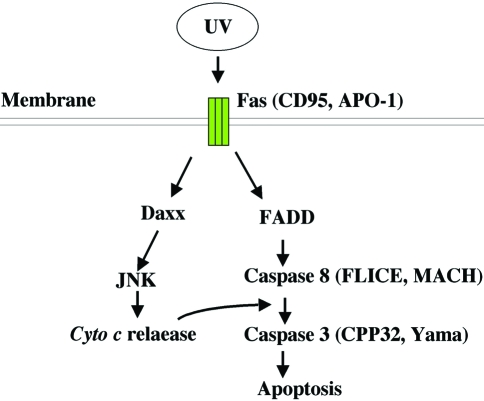 UV
Membrane
Fas (CD95, APO-1)
Daxx
FADD
JNK
Caspase 8 (FLICE, MACH)
Cyto c relaease
Caspase 3 (CPP32, Yama)
Apoptosis